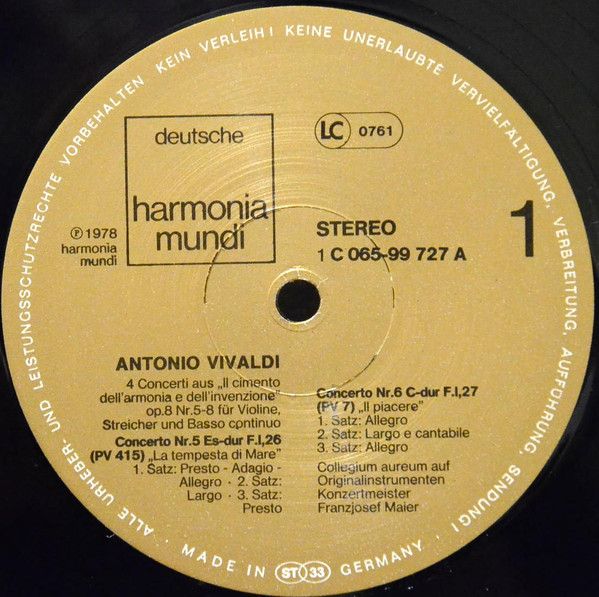 ALLE URHEBER- UND LEISTUNGSSCHUTZRECHTE VORBEHALTEN KEIN VERLEIH! KEINE UNERLAUBTE VERVIELFÄLTIGUNG, VERBREITUNG, AUFFÜHRUNG, SENDUNG!
deutsche
harmonia
mundi
LC 0761
℗ 1978
harmonia
mundi
STEREO
1 C 065-99 727 A
1
ANTONIO VIVALDI
4 Concerti aus „Il cimento
dell'armonia e dell'invenzione"
op.8 Nr.5-8 für Violine,
Streicher und Basso continuo
Concerto Nr.5 Es-dur F.I,26
(PV 415) „La tempesta di Mare"
1. Satz: Presto - Adagio -
Allegro · 2. Satz:
Largo · 3. Satz:
Presto
Concerto Nr.6 C-dur F.I,27
(PV 7) „Il piacere"
1. Satz: Allegro
2. Satz: Largo e cantabile
3. Satz: Allegro
Collegium aureum auf
Originalinstrumenten
Konzertmeister
Franzjosef Maier
· MADE IN ST 33 GERMANY ·